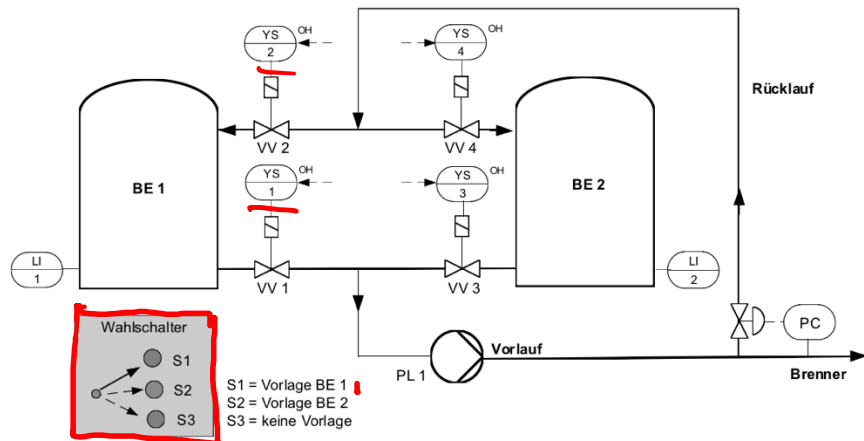 YS
2
OH
YS
4
OH
Rücklauf
VV 2
VV 4
BE 1
BE 2
YS
1
OH
YS
3
OH
LI
1
LI
2
VV 1
VV 3
Wahlschalter
S1
S2
S3
S1 = Vorlage BE 1
S2 = Vorlage BE 2
S3 = keine Vorlage
PL 1
Vorlauf
PC
Brenner